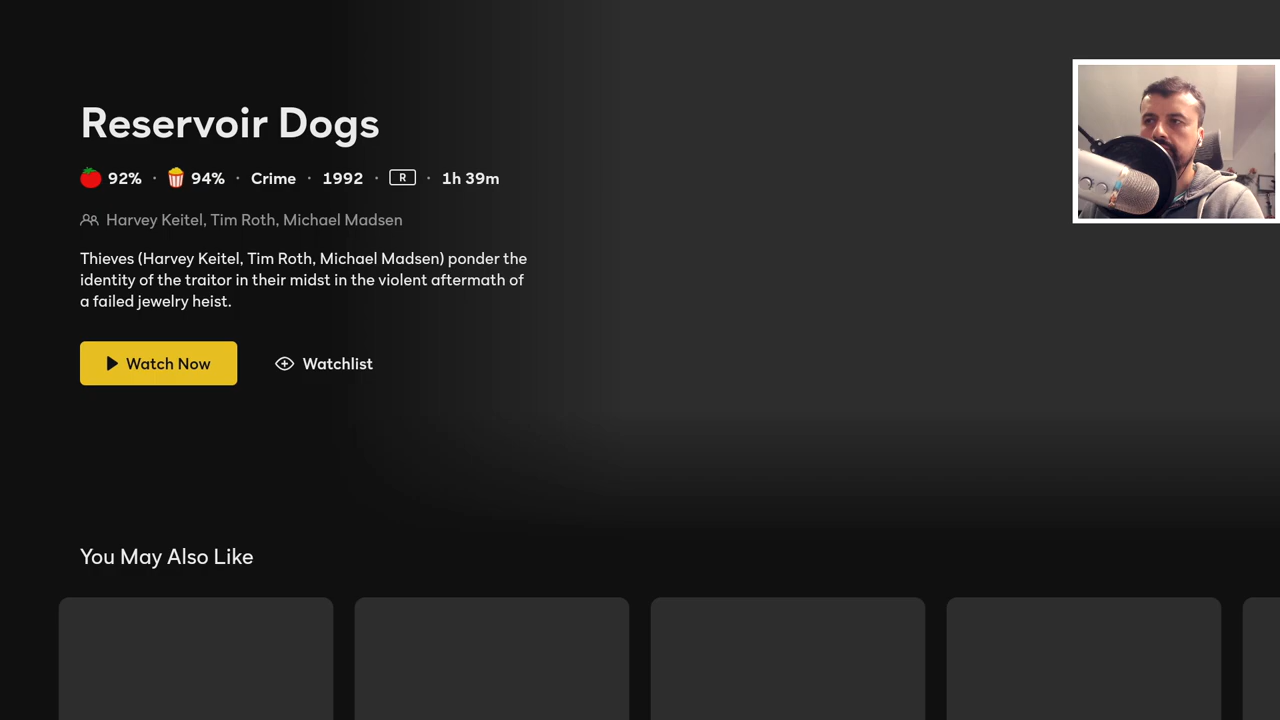 Reservoir Dogs
92% · 94% · Crime · 1992 · R · 1h 39m
Harvey Keitel, Tim Roth, Michael Madsen
Thieves (Harvey Keitel, Tim Roth, Michael Madsen) ponder the
identity of the traitor in their midst in the violent aftermath of
a failed jewelry heist.
Watch Now
Watchlist
You May Also Like